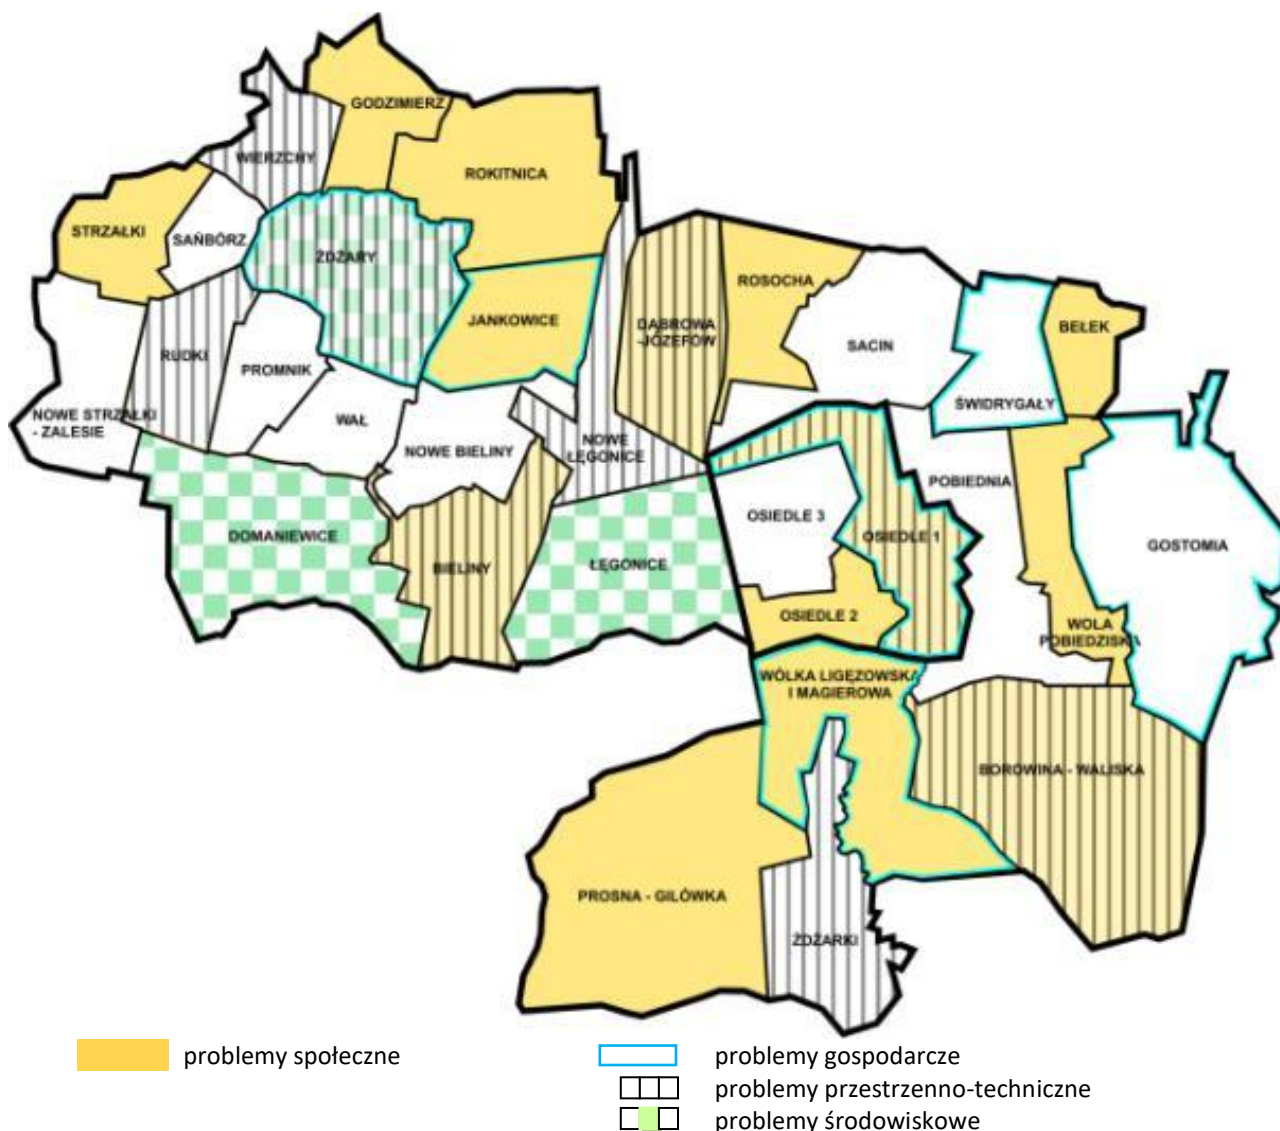 GODZIMIERZ
WIERZCHY
ROKITNICA
STRZAŁKI
SAŃBÓRZ
ŻDŻARY
ROSOCHA
JANKOWICE
DĄBROWA
-JÓZEFÓW
BEŁEK
SACIN
RUDKI
PROMNIK
ŚWIDRYGAŁY
NOWE STRZAŁKI
- ZALESIE
WAŁ
NOWE BIELINY
NOWE
ŁĘGONICE
POBIEDNIA
OSIEDLE 3
DOMANIEWICE
OSIEDLE 1
GOSTOMIA
BIELINY
ŁĘGONICE
OSIEDLE 2
WOLA
POBIEDZISKA
WÓLKA LIGĘZOWSKA
I MAGIEROWA
BOROWINA - WALISKA
PROSNA - GILÓWKA
ŻDŻARKI
problemy społeczne
problemy gospodarcze
problemy przestrzenno-techniczne
problemy środowiskowe